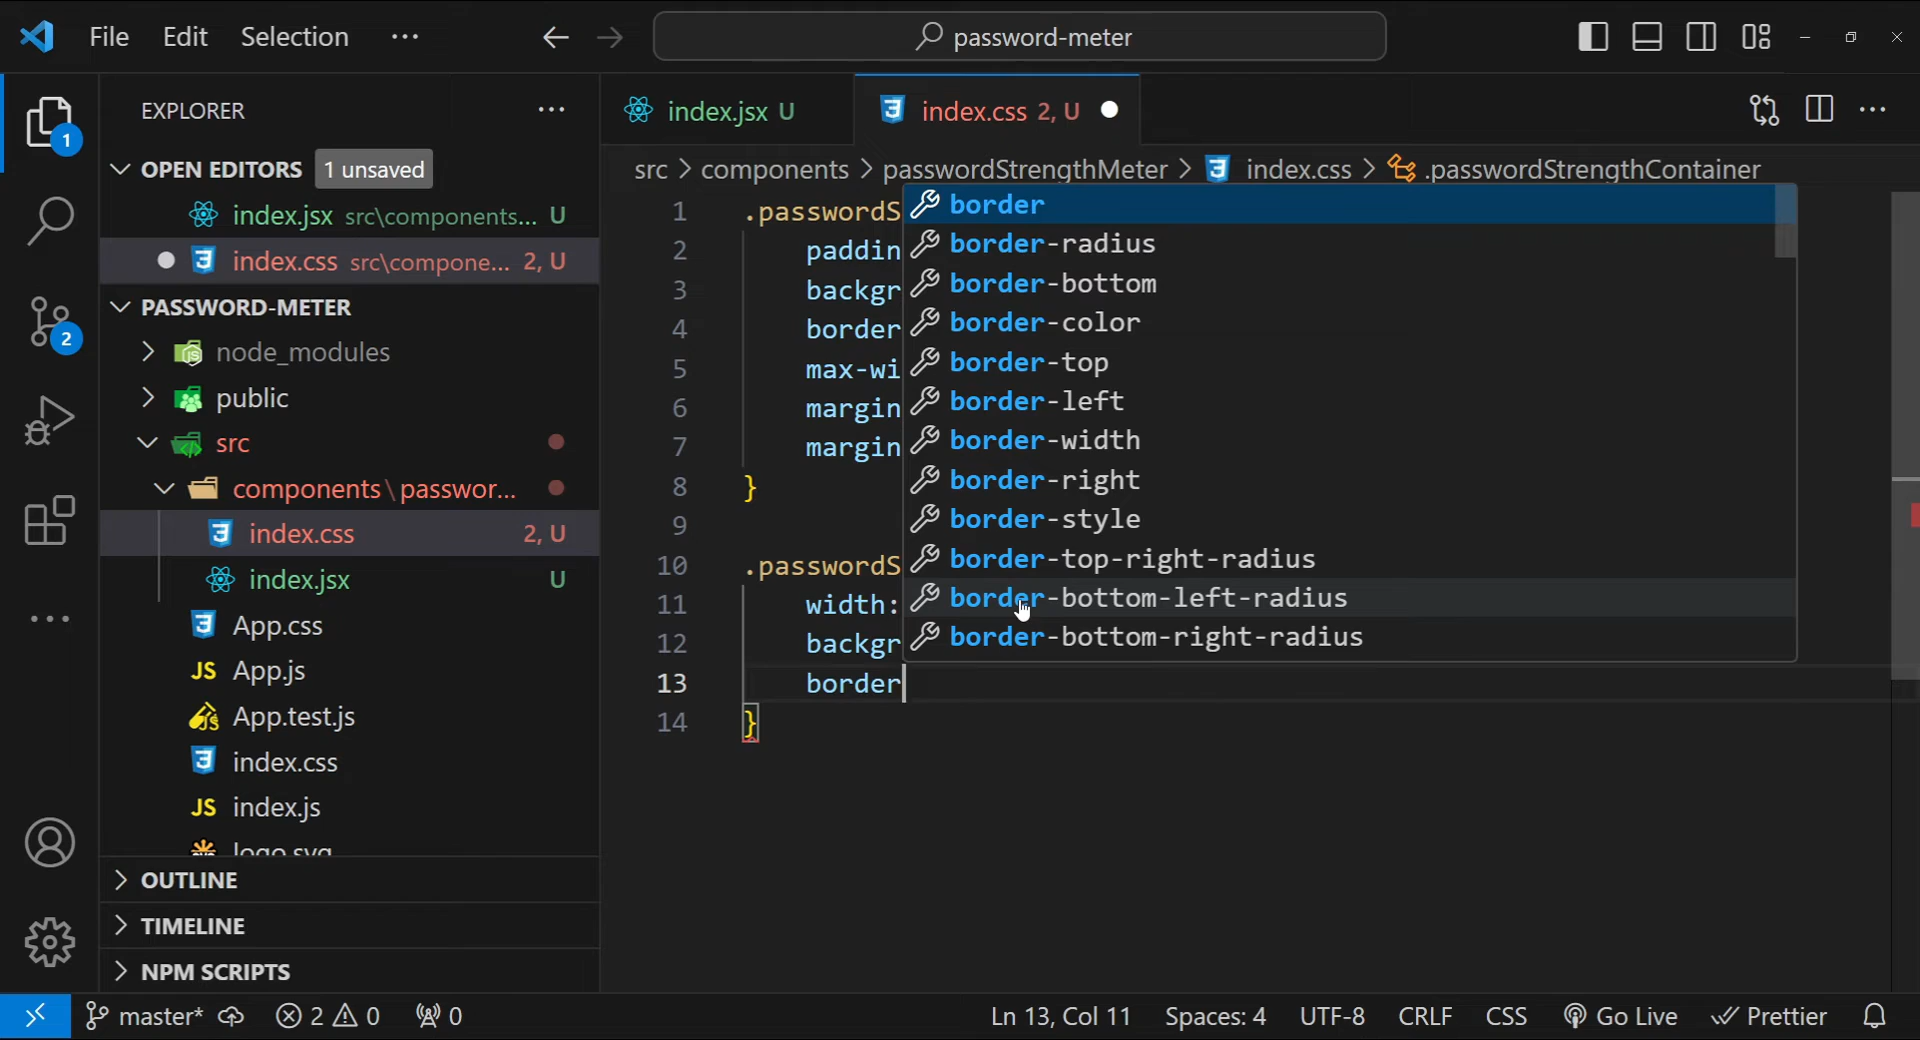 File Edit Selection ··· password-meter
EXPLORER ···
OPEN EDITORS 1 unsaved
index.jsx src\components... U
index.css src\compone... 2, U
PASSWORD-METER
node_modules
public
src
components\passwor...
index.css 2, U
index.jsx U
App.css
JS App.js
App.test.js
index.css
JS index.js
logo.svg
OUTLINE
TIMELINE
NPM SCRIPTS
1
2
index.jsx U index.css 2, U
src > components > passwordStrengthMeter > index.css > .passwordStrengthContainer
1 .passwordS
2 paddin
3 backgr
4 border
5 max-wi
6 margin
7 margin
8 }
9
10 .passwordS
11 width:
12 backgr
13 border
14 }
border
border-radius
border-bottom
border-color
border-top
border-left
border-width
border-right
border-style
border-top-right-radius
border-bottom-left-radius
border-bottom-right-radius
master* 2 0 0 Ln 13, Col 11 Spaces: 4 UTF-8 CRLF CSS Go Live Prettier